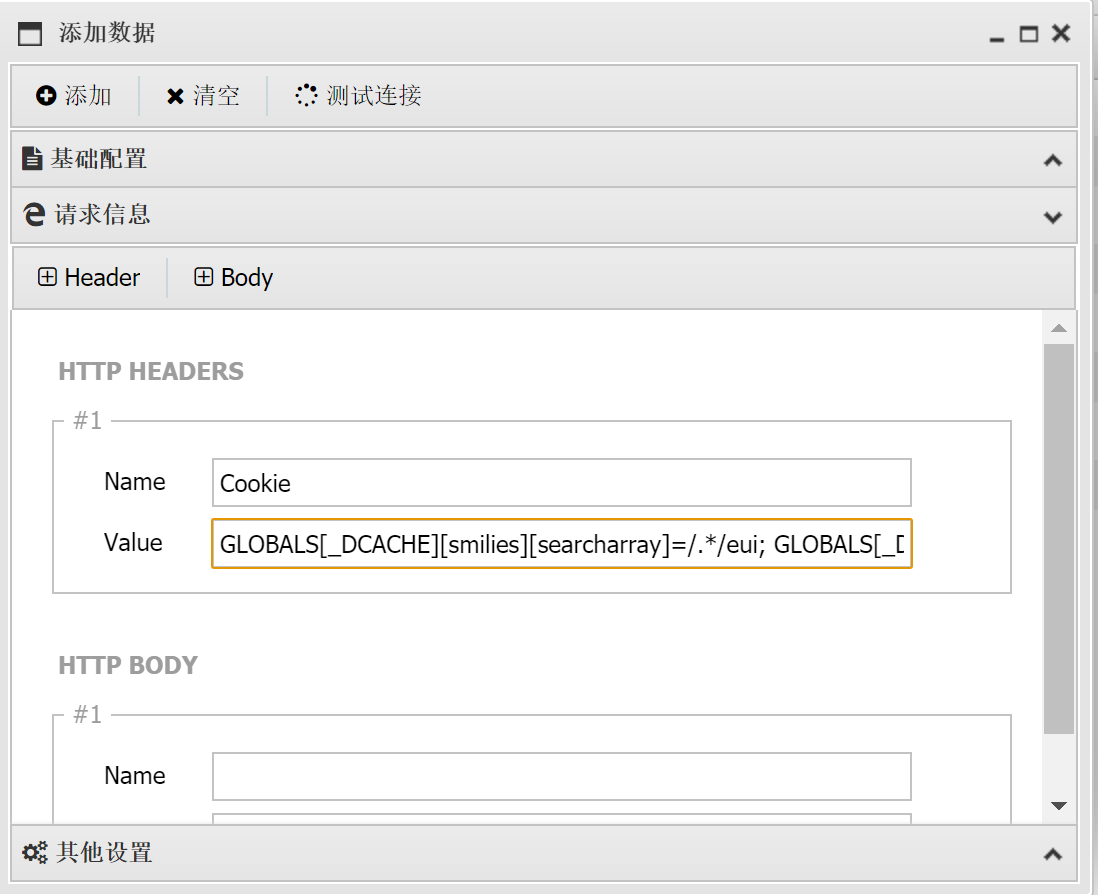 添加数据
添加 清空 测试连接
基础配置
请求信息
Header Body
HTTP HEADERS
#1
Name Cookie
Value GLOBALS[_DCACHE][smilies][searcharray]=/.*/eui; GLOBALS[_D
HTTP BODY
#1
Name
其他设置